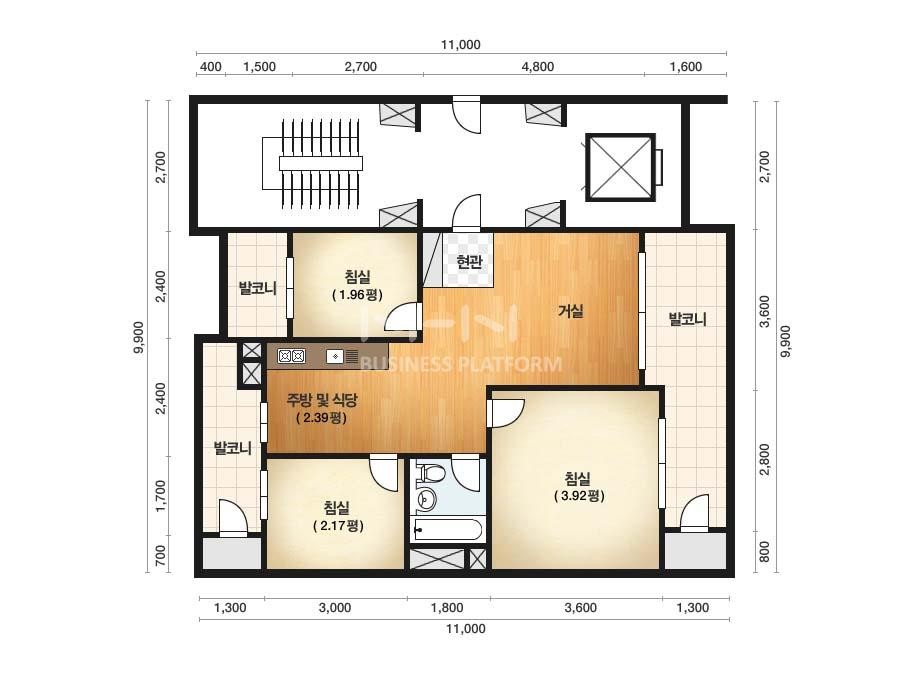 11,000
400 1,500 2,700 4,800 1,600
2,700
2,400
2,400
1,700
700
9,900
2,700
3,600
2,800
800
9,900
현관
발코니
침실
( 1.96평)
거실
발코니
BUSINESS PLATFORM
주방 및 식당
( 2.39평)
발코니
침실
( 2.17평)
침실
( 3.92평)
1,300 3,000 1,800 3,600 1,300
11,000